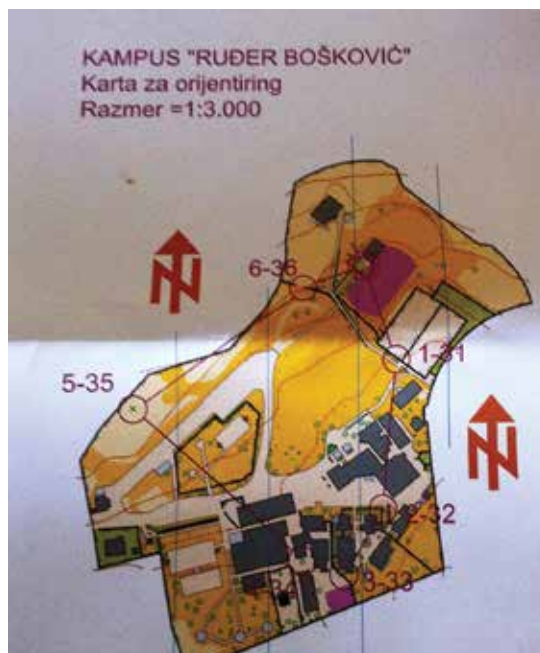 KAMPUS "RUĐER BOŠKOVIĆ"
Karta za orijentiring
Razmer =1:3.000
6-36
1-31
5-35
2-32
3-33